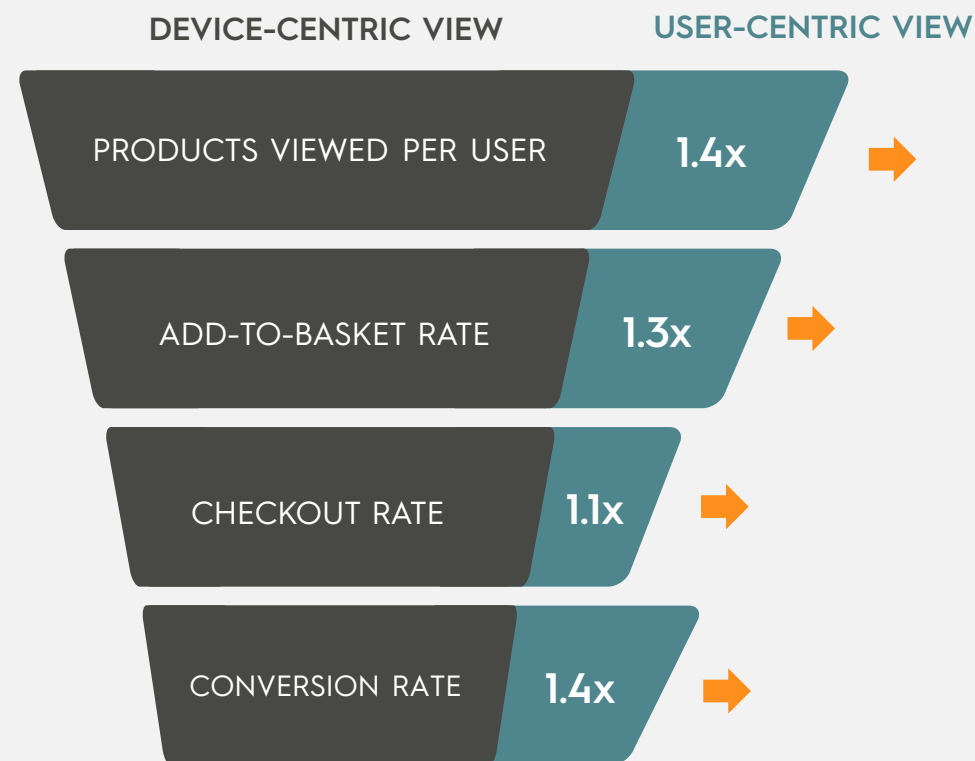 DEVICE-CENTRIC VIEW
USER-CENTRIC VIEW
PRODUCTS VIEWED PER USER
1.4x
ADD-TO-BASKET RATE
1.3x
CHECKOUT RATE
1.1x
CONVERSION RATE
1.4x